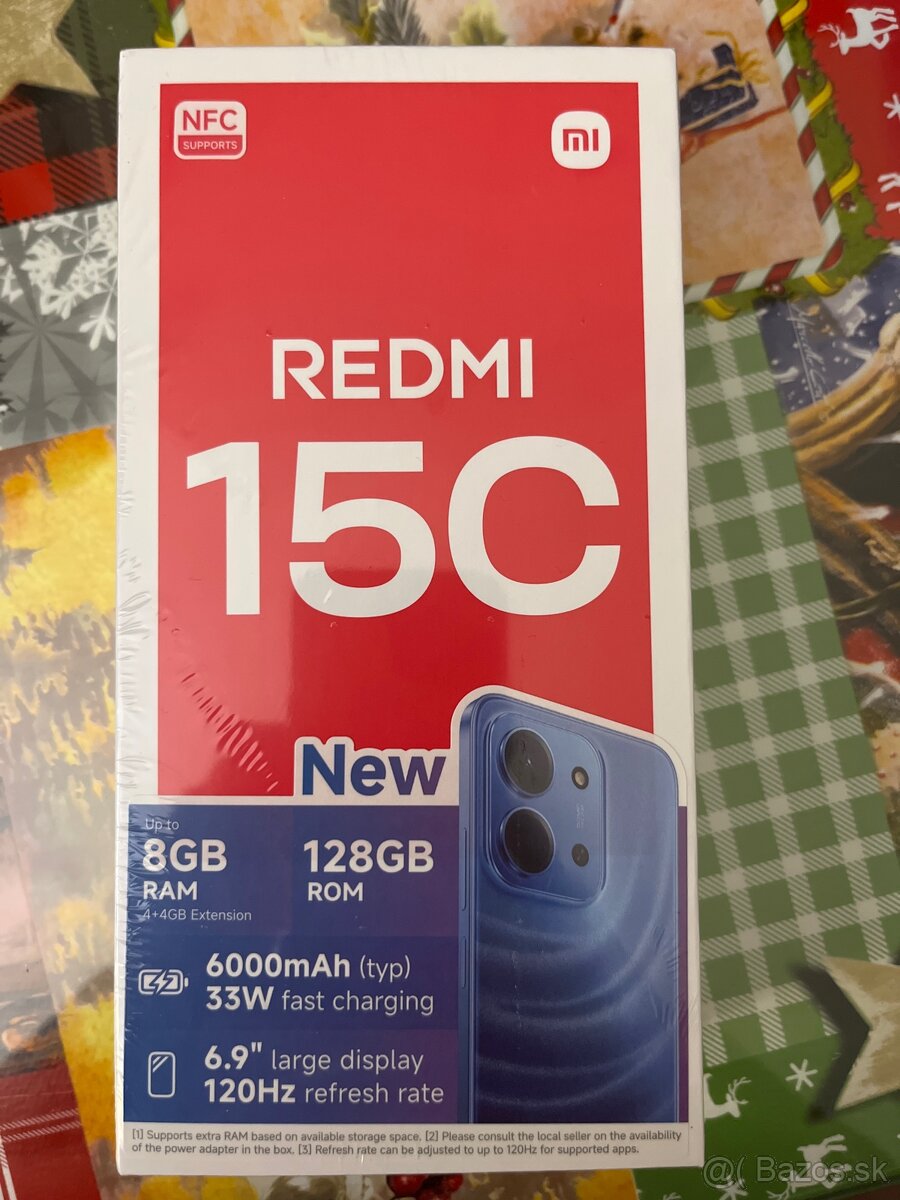 NFC
SUPPORTS
mi
REDMI
15C
New
Up to
8GB
RAM
4+4GB Extension
128GB
ROM
6000mAh (typ)
33W fast charging
6.9" large display
120Hz refresh rate
[1] Supports extra RAM based on available storage space. [2] Please consult the local seller on the availability
of the power adapter in the box. [3] Refresh rate can be adjusted to up to 120Hz for supported apps.
@( Bazos.sk